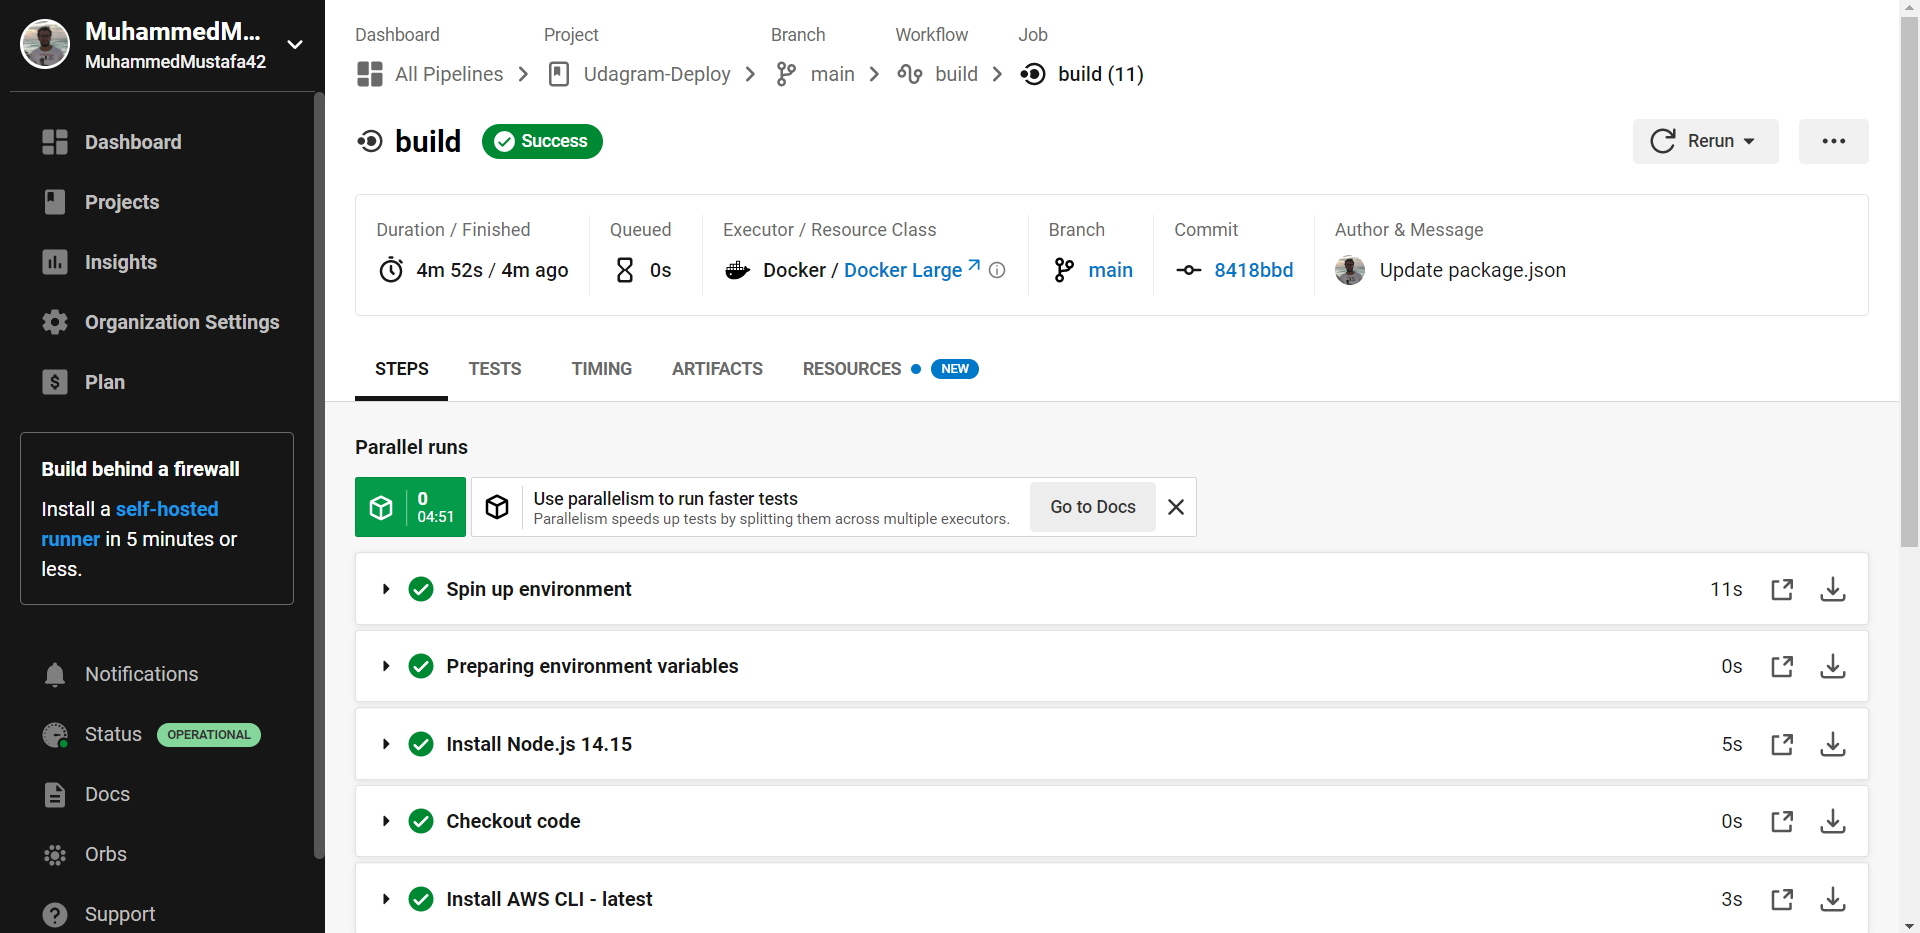 MuhammedM...
MuhammedMustafa42
Dashboard
Projects
Insights
Organization Settings
Plan
Build behind a firewall
Install a self-hosted
runner in 5 minutes or
less.
Notifications
Status OPERATIONAL
Docs
Orbs
Support
Dashboard Project Branch Workflow Job
All Pipelines Udagram-Deploy main build build (11)
build Success Rerun
Duration / Finished Queued Executor / Resource Class Branch Commit Author & Message
4m 52s / 4m ago 0s Docker / Docker Large main 8418bbd Update package.json
STEPS TESTS TIMING ARTIFACTS RESOURCES NEW
Parallel runs
0
04:51
Use parallelism to run faster tests
Parallelism speeds up tests by splitting them across multiple executors.
Go to Docs
Spin up environment 11s
Preparing environment variables 0s
Install Node.js 14.15 5s
Checkout code 0s
Install AWS CLI - latest 3s